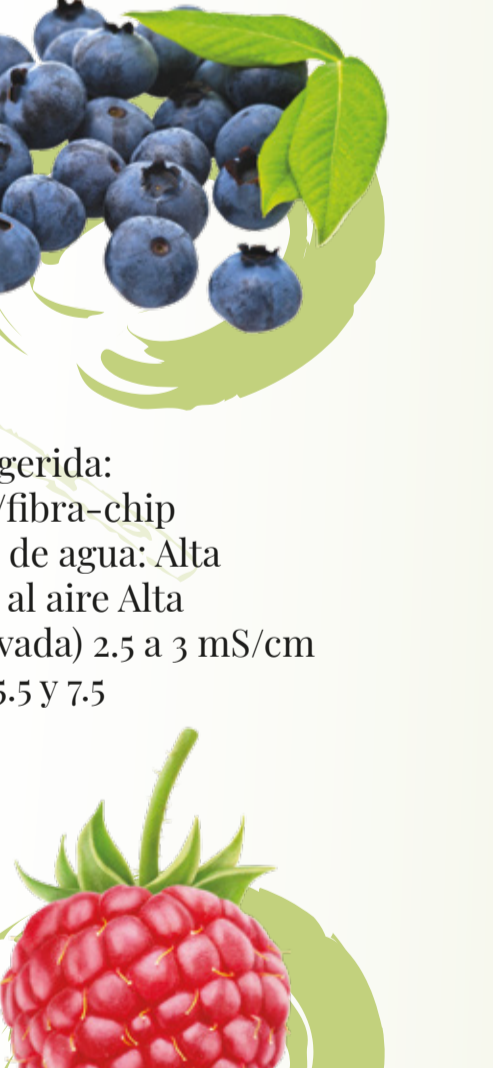 gerida:
/fibra-chip
de agua: Alta
al aire Alta
vada) 2.5 a 3 mS/cm
5.5 y 7.5